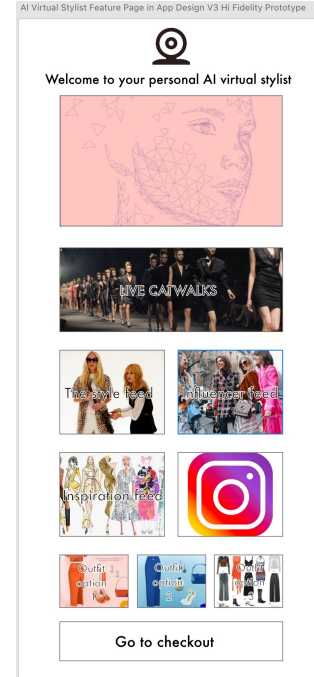 AI Virtual Stylist Feature Page in App Design V3 Hi Fidelity Prototype
Welcome to your personal AI virtual stylist
LIVE CATWALKS
The style feed
Influencer feed
Inspiration feed
Outfit
option
1
Outfit
option
2
Outfit
option
3
Go to checkout